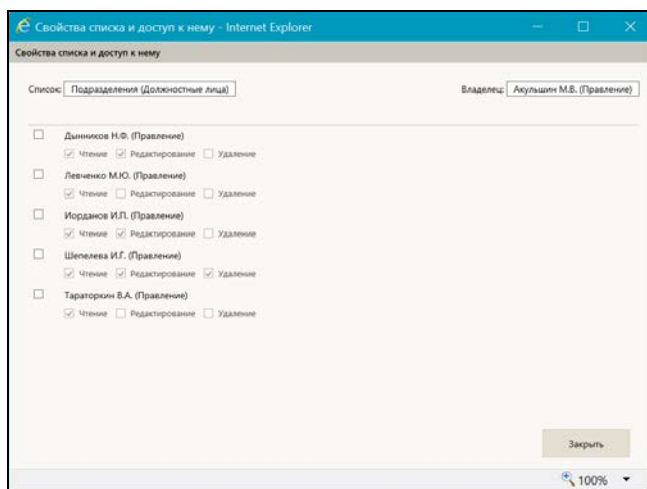 Свойства списка и доступ к нему - Internet Explorer
Свойства списка и доступ к нему
Список: Подразделения (Должностные лица) Владелец: Акульшин М.В. (Правление)
Дынников Н.Ф. (Правление)
Чтение Редактирование Удаление
Левченко М.Ю. (Правление)
Чтение Редактирование Удаление
Иорданов И.П. (Правление)
Чтение Редактирование Удаление
Шепелева И.Г. (Правление)
Чтение Редактирование Удаление
Тараторкин В.А. (Правление)
Чтение Редактирование Удаление
Закрыть
100%